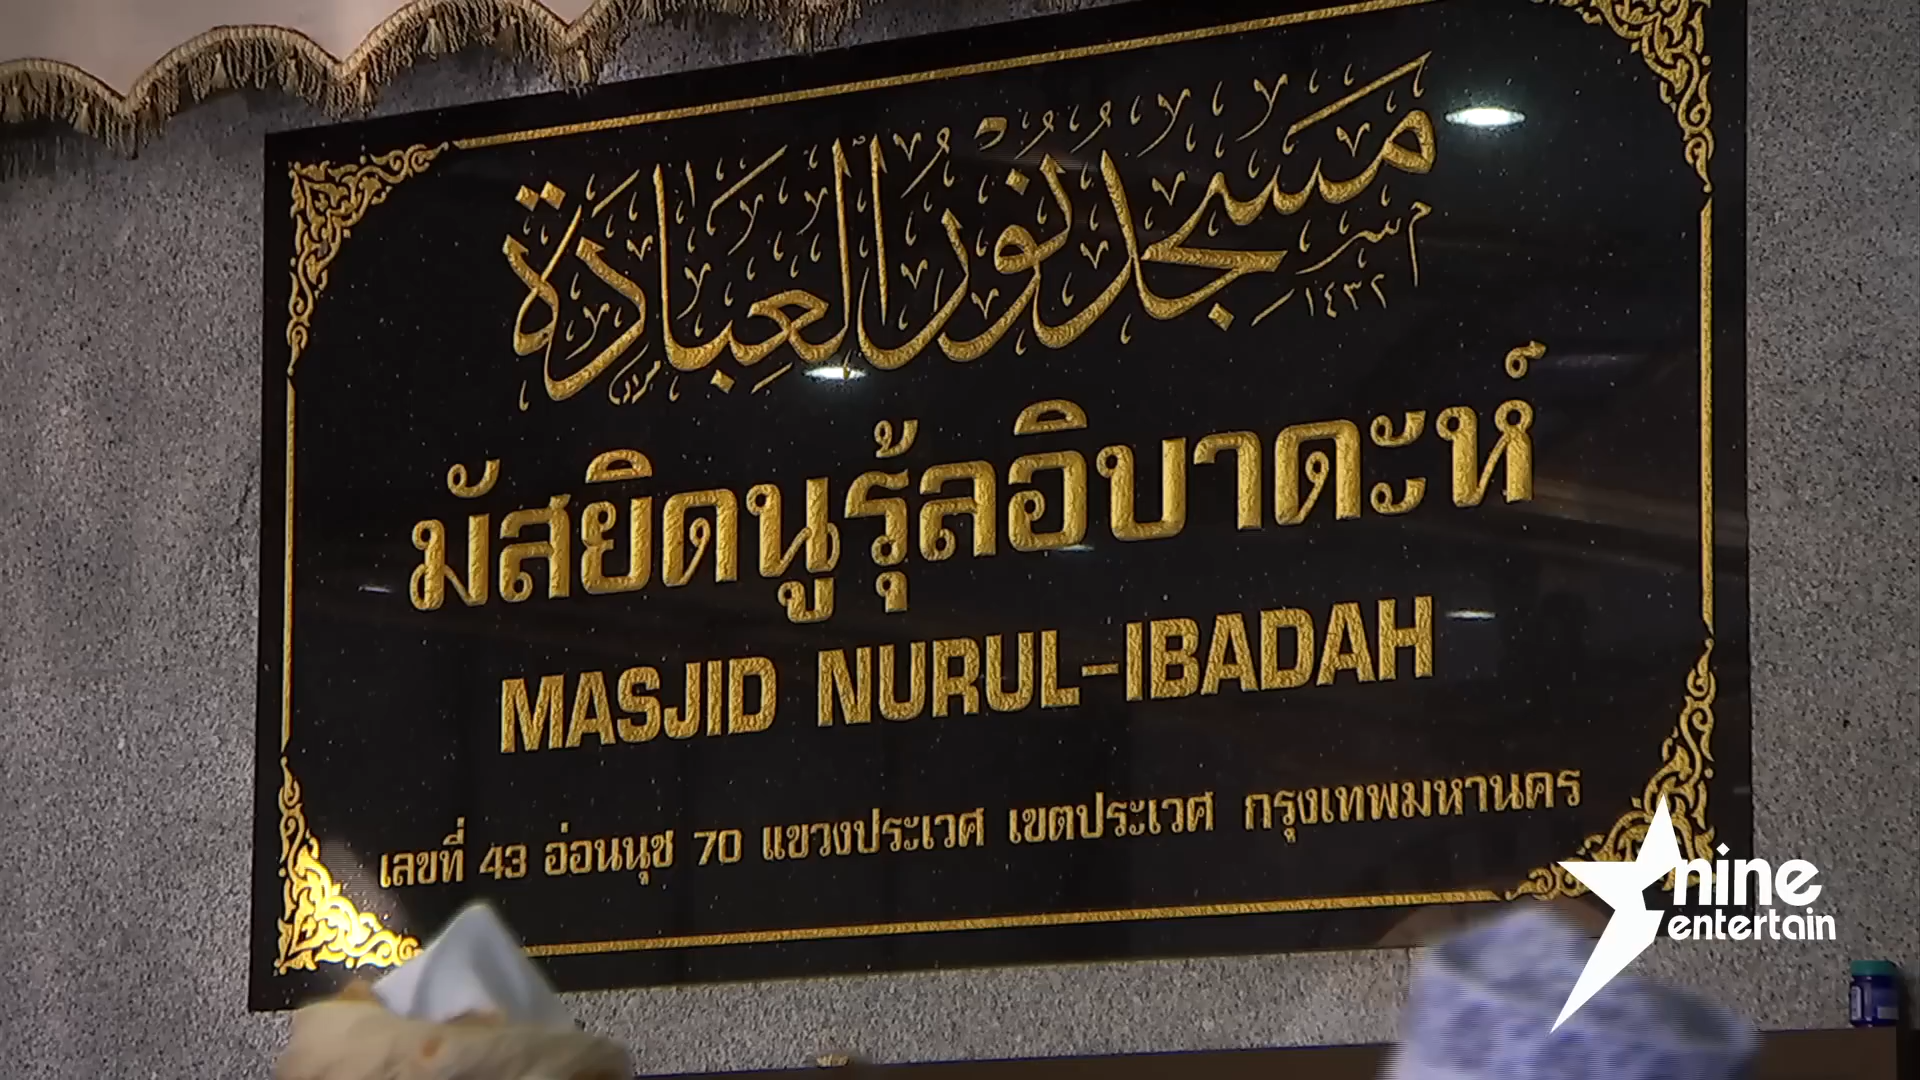 مسجد نور العبادة
١٤٣٢
มัสยิดนูรุ้ลอิบาดะห์
MASJID NURUL-IBADAH
เลขที่ 43 อ่อนนุช 70 แขวงประเวศ เขตประเวศ กรุงเทพมหานคร
nine
entertain